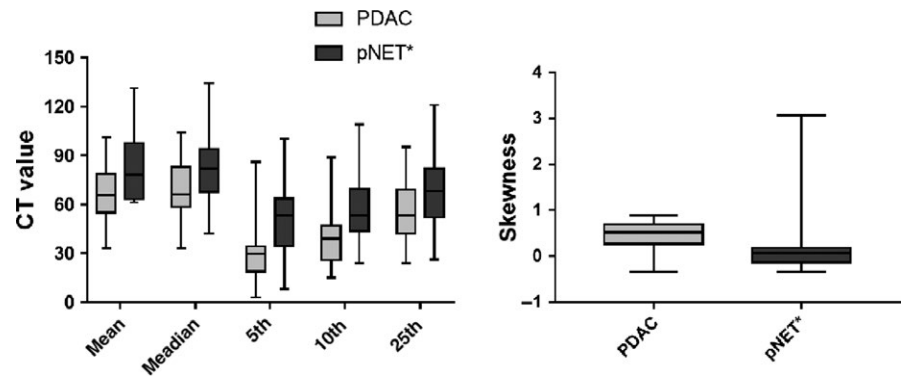 PDAC
pNET*
150
120
90
60
30
0
CT value
Mean
Meadian
5th
10th
25th
4
3
2
1
0
–1
Skewness
PDAC
pNET*